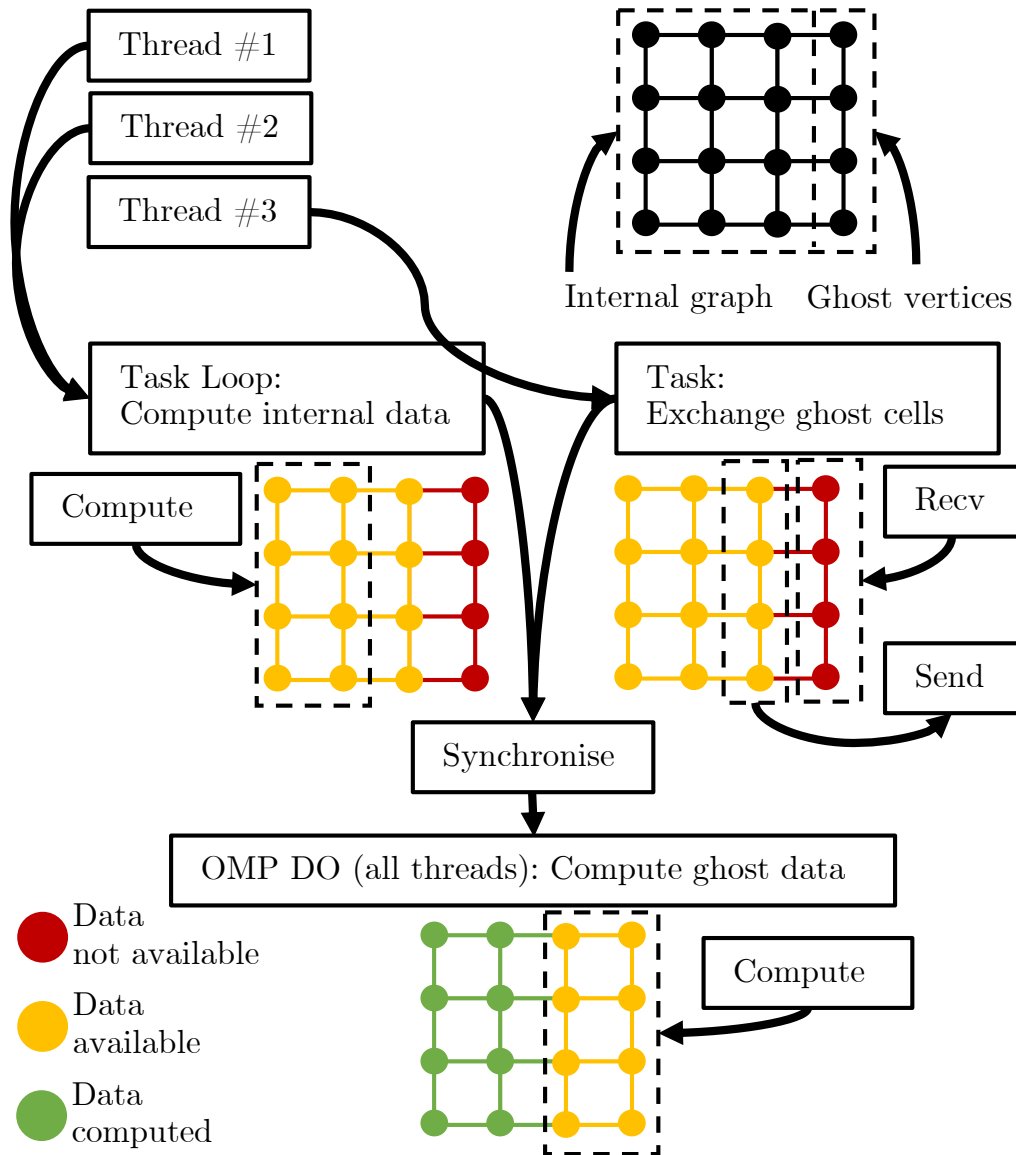 Thread #1
Thread #2
Thread #3
Internal graph
Ghost vertices
Task Loop:
Compute internal data
Task:
Exchange ghost cells
Compute
Recv
Send
Synchronise
OMP DO (all threads): Compute ghost data
Data
not available
Data
available
Data
computed
Compute